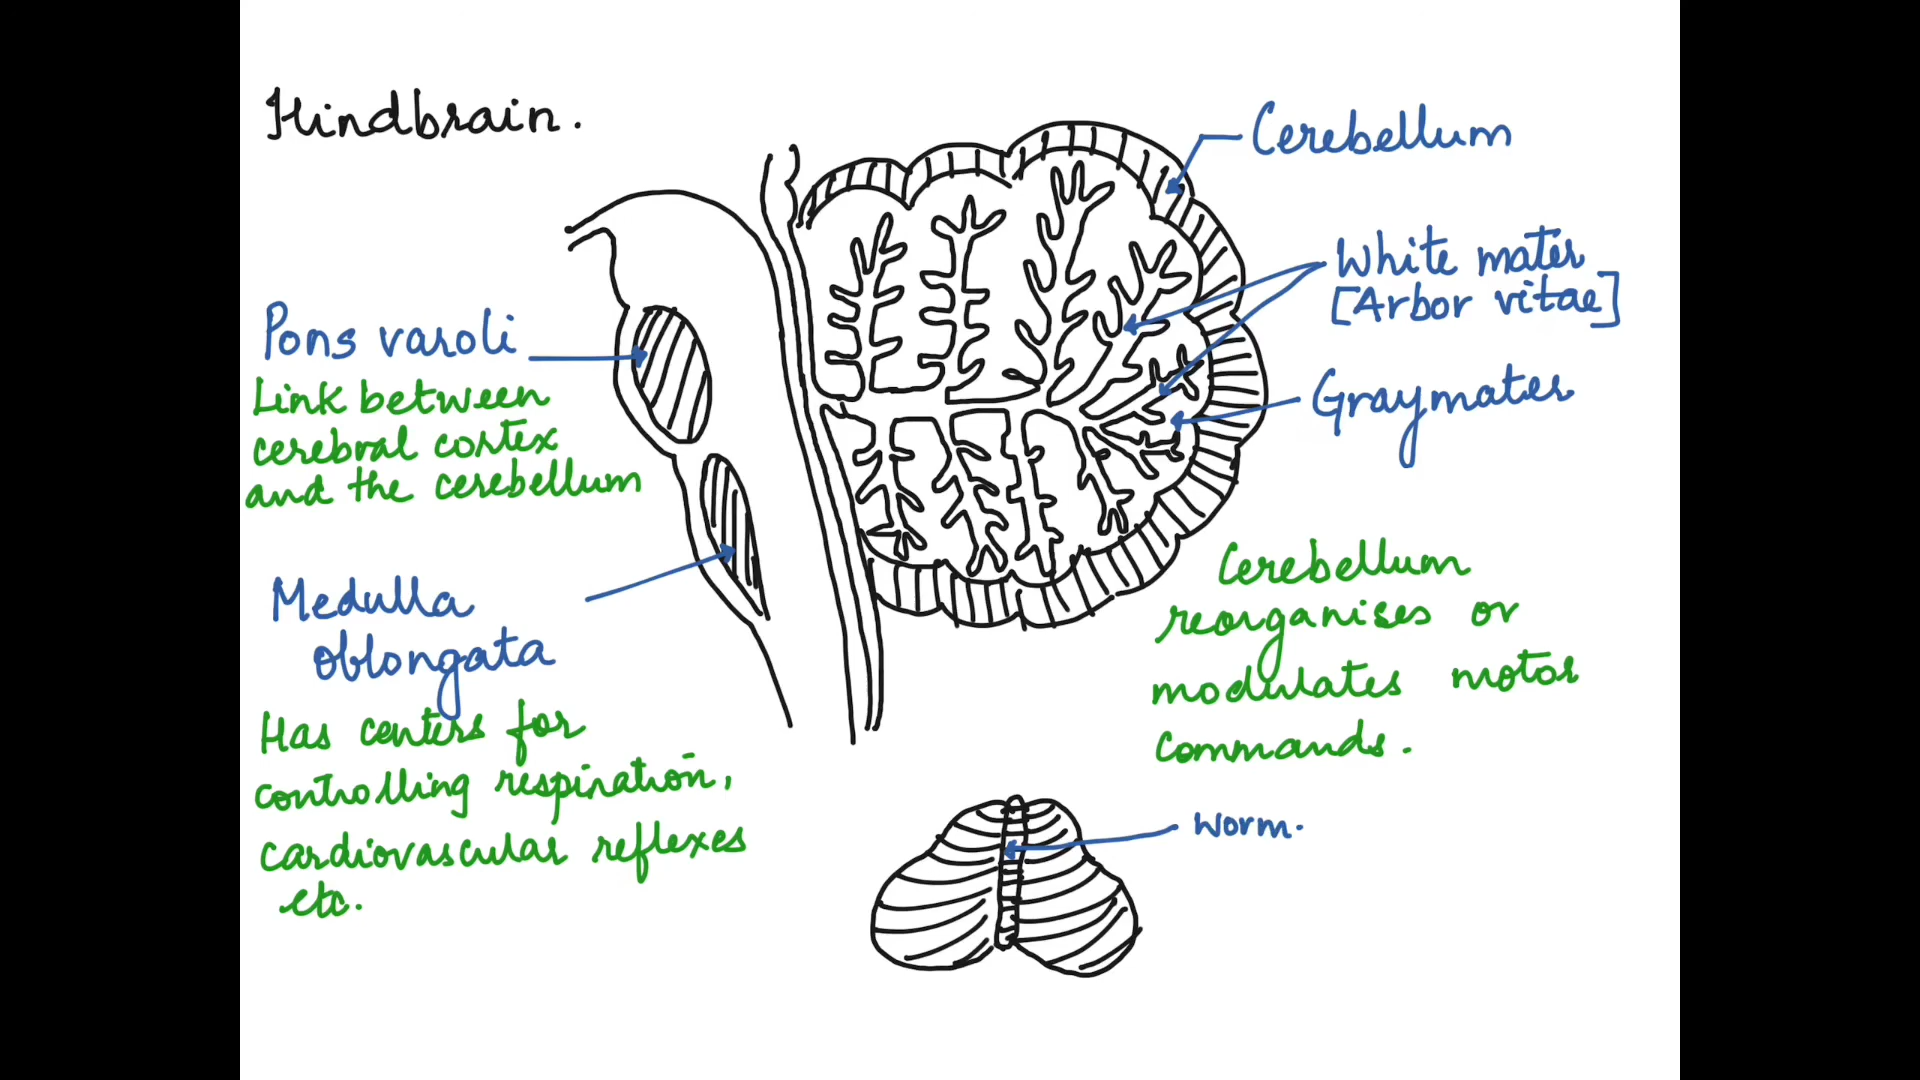 Hindbrain.
Cerebellum
White mater
[Arbor vitae]
Graymater
Pons varoli
Link between
cerebral cortex
and the cerebellum
Medulla
oblongata
Has centers for
controlling respiration,
cardiovascular reflexes
etc.
Cerebellum
reorganises or
modulates motor
commands.
worm.